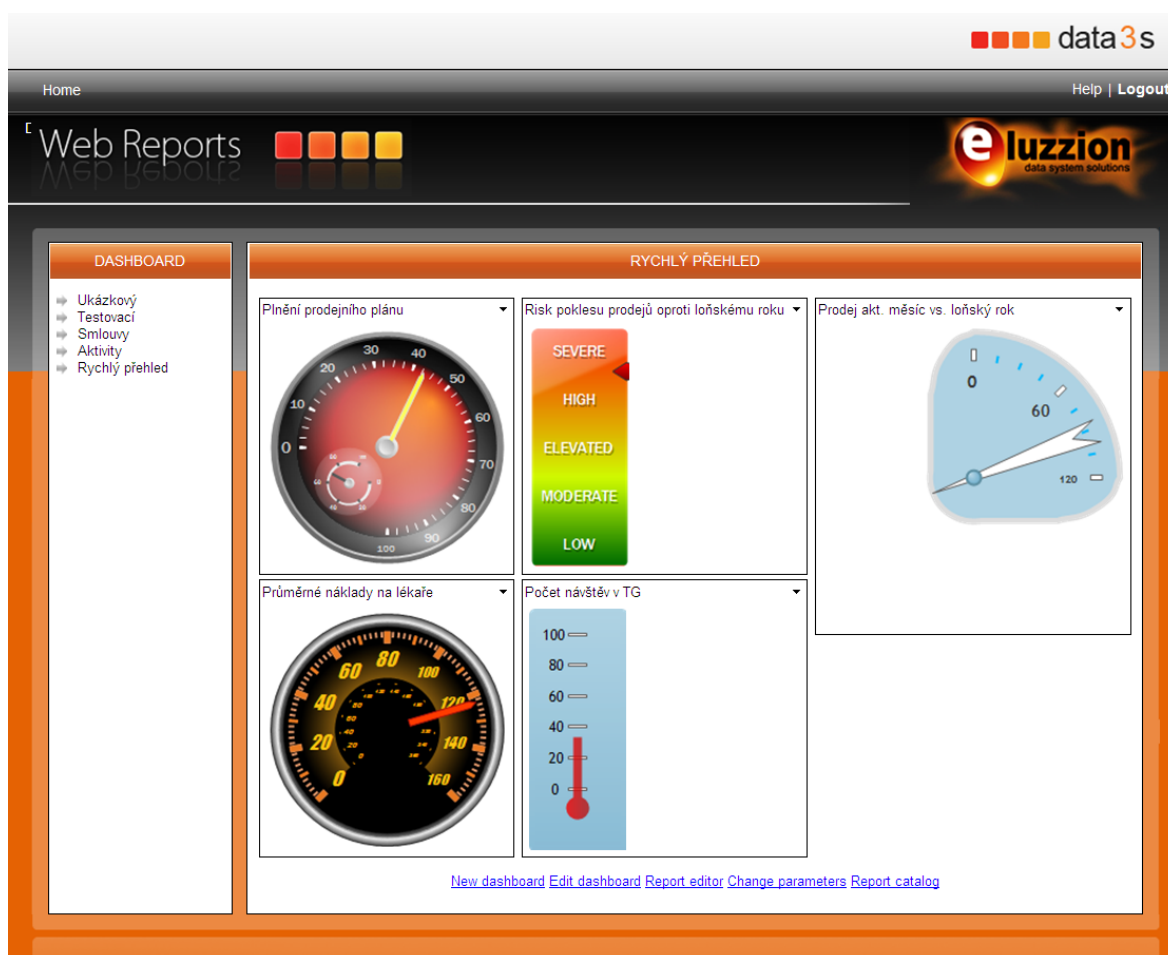 data3s
Home
Help | Logout
Web Reports
eluzzion
data system solutions
DASHBOARD
Ukázkový
Testovací
Smlouvy
Aktivity
Rychlý přehled
RYCHLÝ PŘEHLED
Plnění prodejního plánu
0
10
20
30
40
50
60
70
80
90
100
Risk poklesu prodejů oproti loňskému roku
SEVERE
HIGH
ELEVATED
MODERATE
LOW
Prodej akt. měsíc vs. loňský rok
0
60
120
Průměrné náklady na lékaře
0
20
40
60
80
100
120
140
160
Počet návštěv v TG
100
80
60
40
20
0
New dashboard Edit dashboard Report editor Change parameters Report catalog